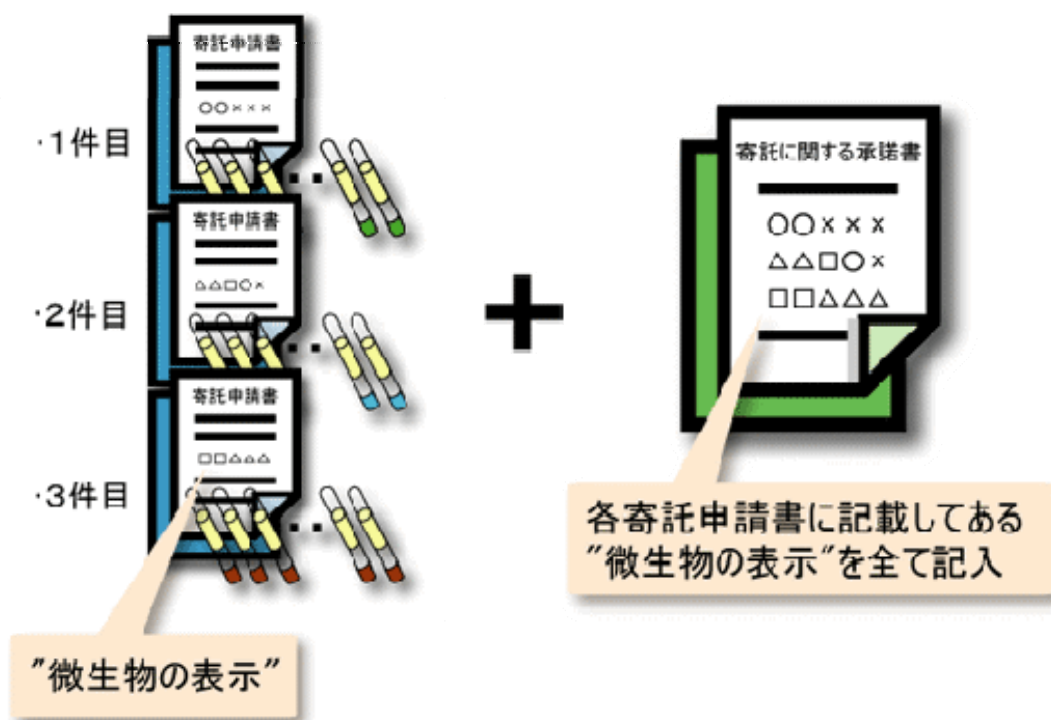 寄託申請書
○○×××
・1件目
寄託申請書
△△□○×
・2件目
寄託申請書
□□△△△
・3件目
"微生物の表示"
+
寄託に関する承諾書
○○×××
△△□○×
□□△△△
各寄託申請書に記載してある
"微生物の表示"を全て記入